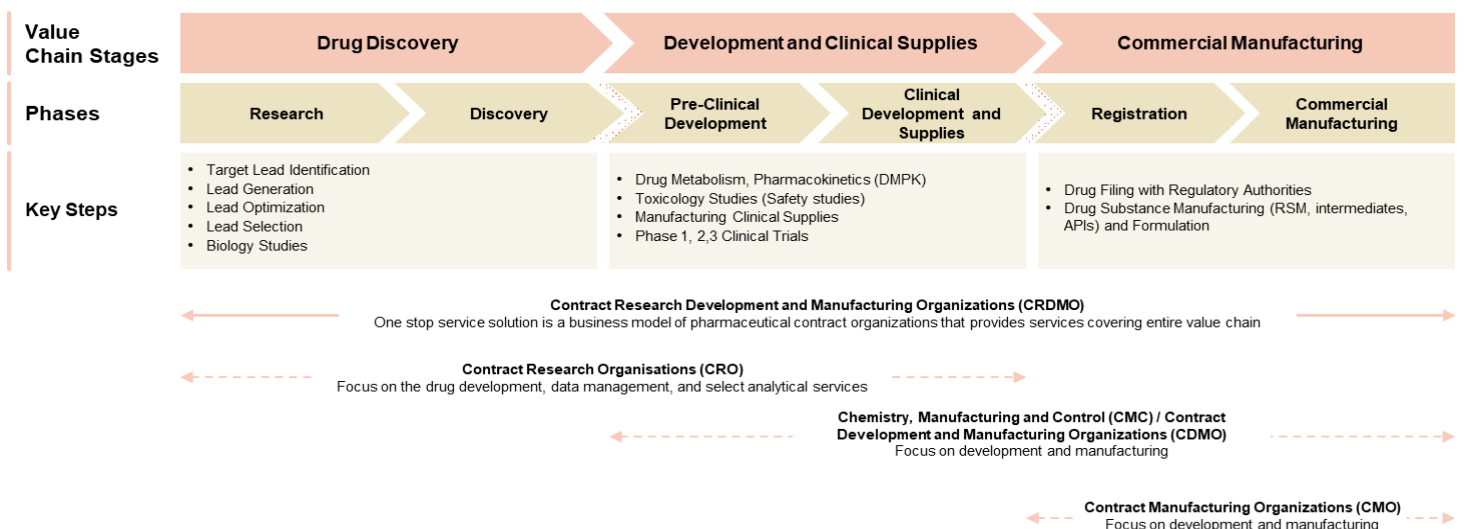 Value
Chain Stages
Drug Discovery
Development and Clinical Supplies
Commercial Manufacturing
Phases
Research
Discovery
Pre-Clinical
Development
Clinical
Development and
Supplies
Registration
Commercial
Manufacturing
Key Steps
• Target Lead Identification
• Lead Generation
• Lead Optimization
• Lead Selection
• Biology Studies
• Drug Metabolism, Pharmacokinetics (DMPK)
• Toxicology Studies (Safety studies)
• Manufacturing Clinical Supplies
• Phase 1, 2,3 Clinical Trials
• Drug Filing with Regulatory Authorities
• Drug Substance Manufacturing (RSM, intermediates,
APIs) and Formulation
Contract Research Development and Manufacturing Organizations (CRDMO)
One stop service solution is a business model of pharmaceutical contract organizations that provides services covering entire value chain
Contract Research Organisations (CRO)
Focus on the drug development, data management, and select analytical services
Chemistry, Manufacturing and Control (CMC) / Contract
Development and Manufacturing Organizations (CDMO)
Focus on development and manufacturing
Contract Manufacturing Organizations (CMO)
Focus on development and manufacturing